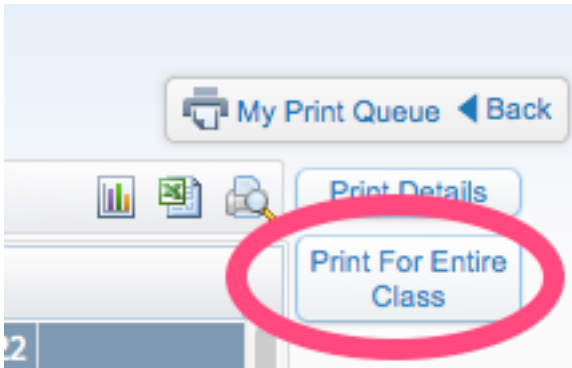 My Print Queue Back
Print Details
Print For Entire
Class
22